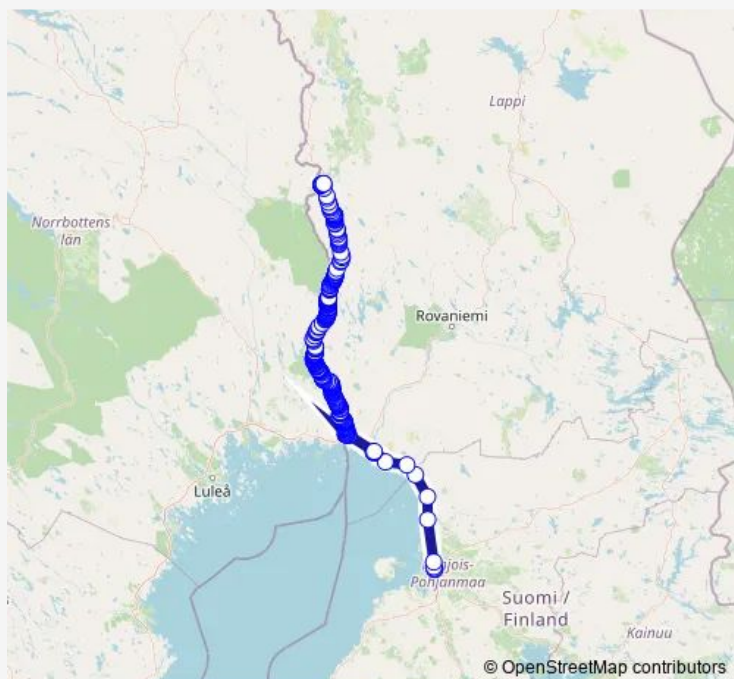 Lappi
Norrbottens
län
Rovaniemi
Luleå
Pohjanmaa
Suomi /
Finland
Kainuu
© OpenStreetMap contributors